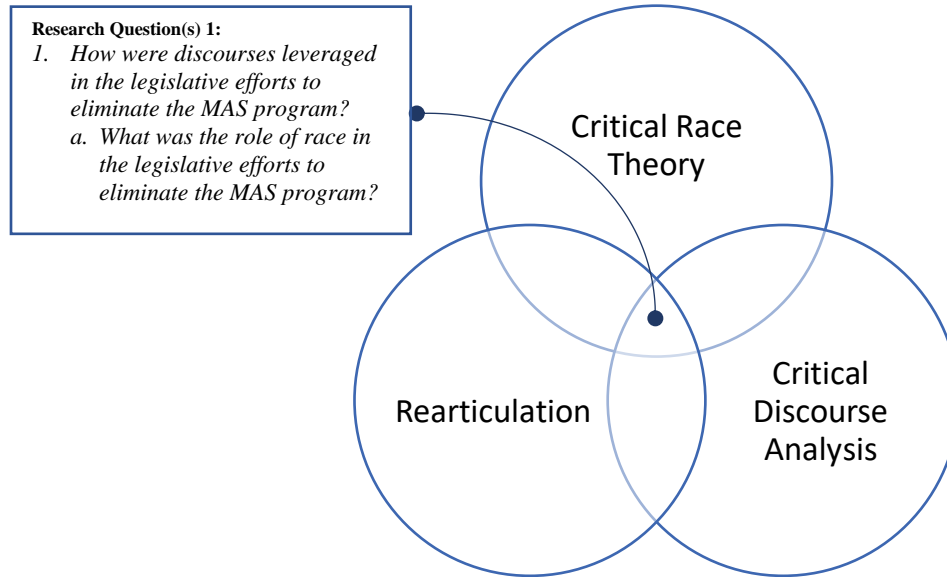 Research Question(s) 1:
1. How were discourses leveraged
in the legislative efforts to
eliminate the MAS program?
a. What was the role of race in
the legislative efforts to
eliminate the MAS program?
Critical Race
Theory
Rearticulation
Critical
Discourse
Analysis